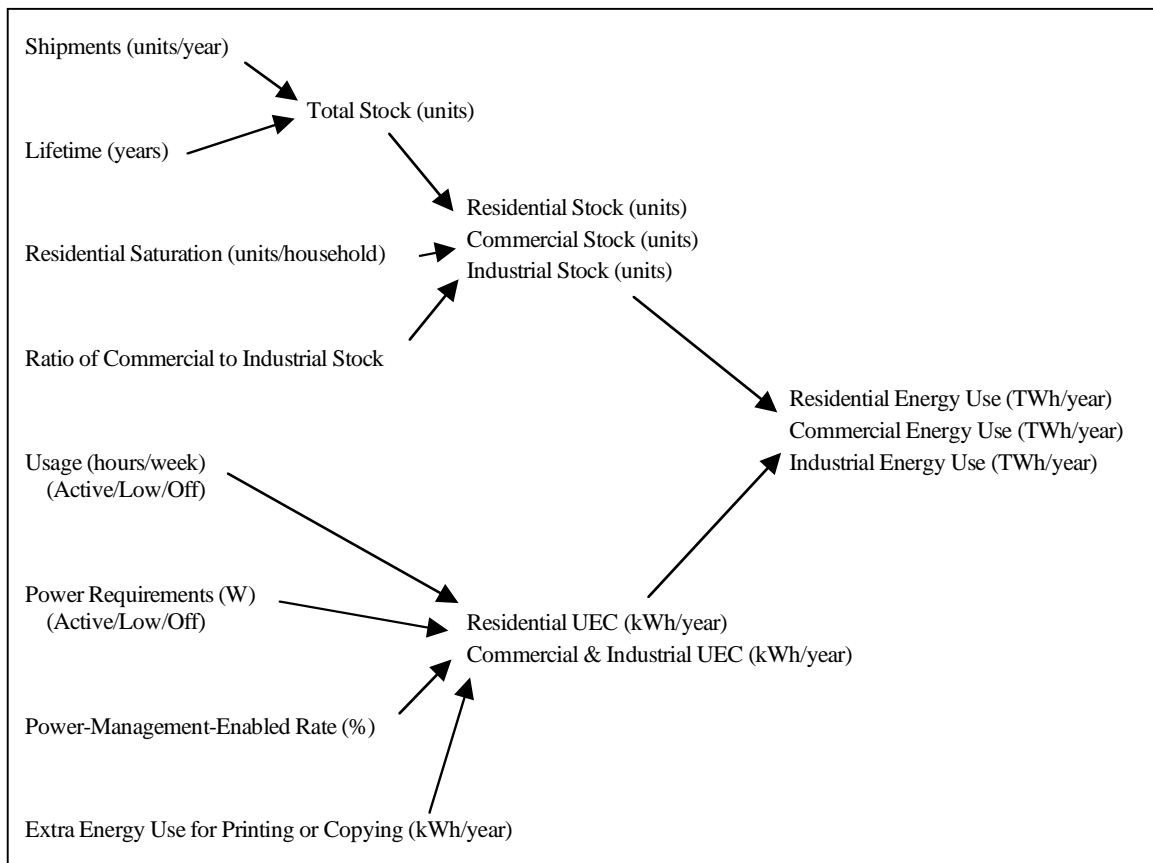 Shipments (units/year)
Total Stock (units)
Lifetime (years)
Residential Stock (units)
Commercial Stock (units)
Residential Saturation (units/household)
Industrial Stock (units)
Ratio of Commercial to Industrial Stock
Residential Energy Use (TWh/year)
Commercial Energy Use (TWh/year)
Industrial Energy Use (TWh/year)
Usage (hours/week)
(Active/Low/Off)
Power Requirements (W)
(Active/Low/Off)
Residential UEC (kWh/year)
Commercial & Industrial UEC (kWh/year)
Power-Management-Enabled Rate (%)
Extra Energy Use for Printing or Copying (kWh/year)